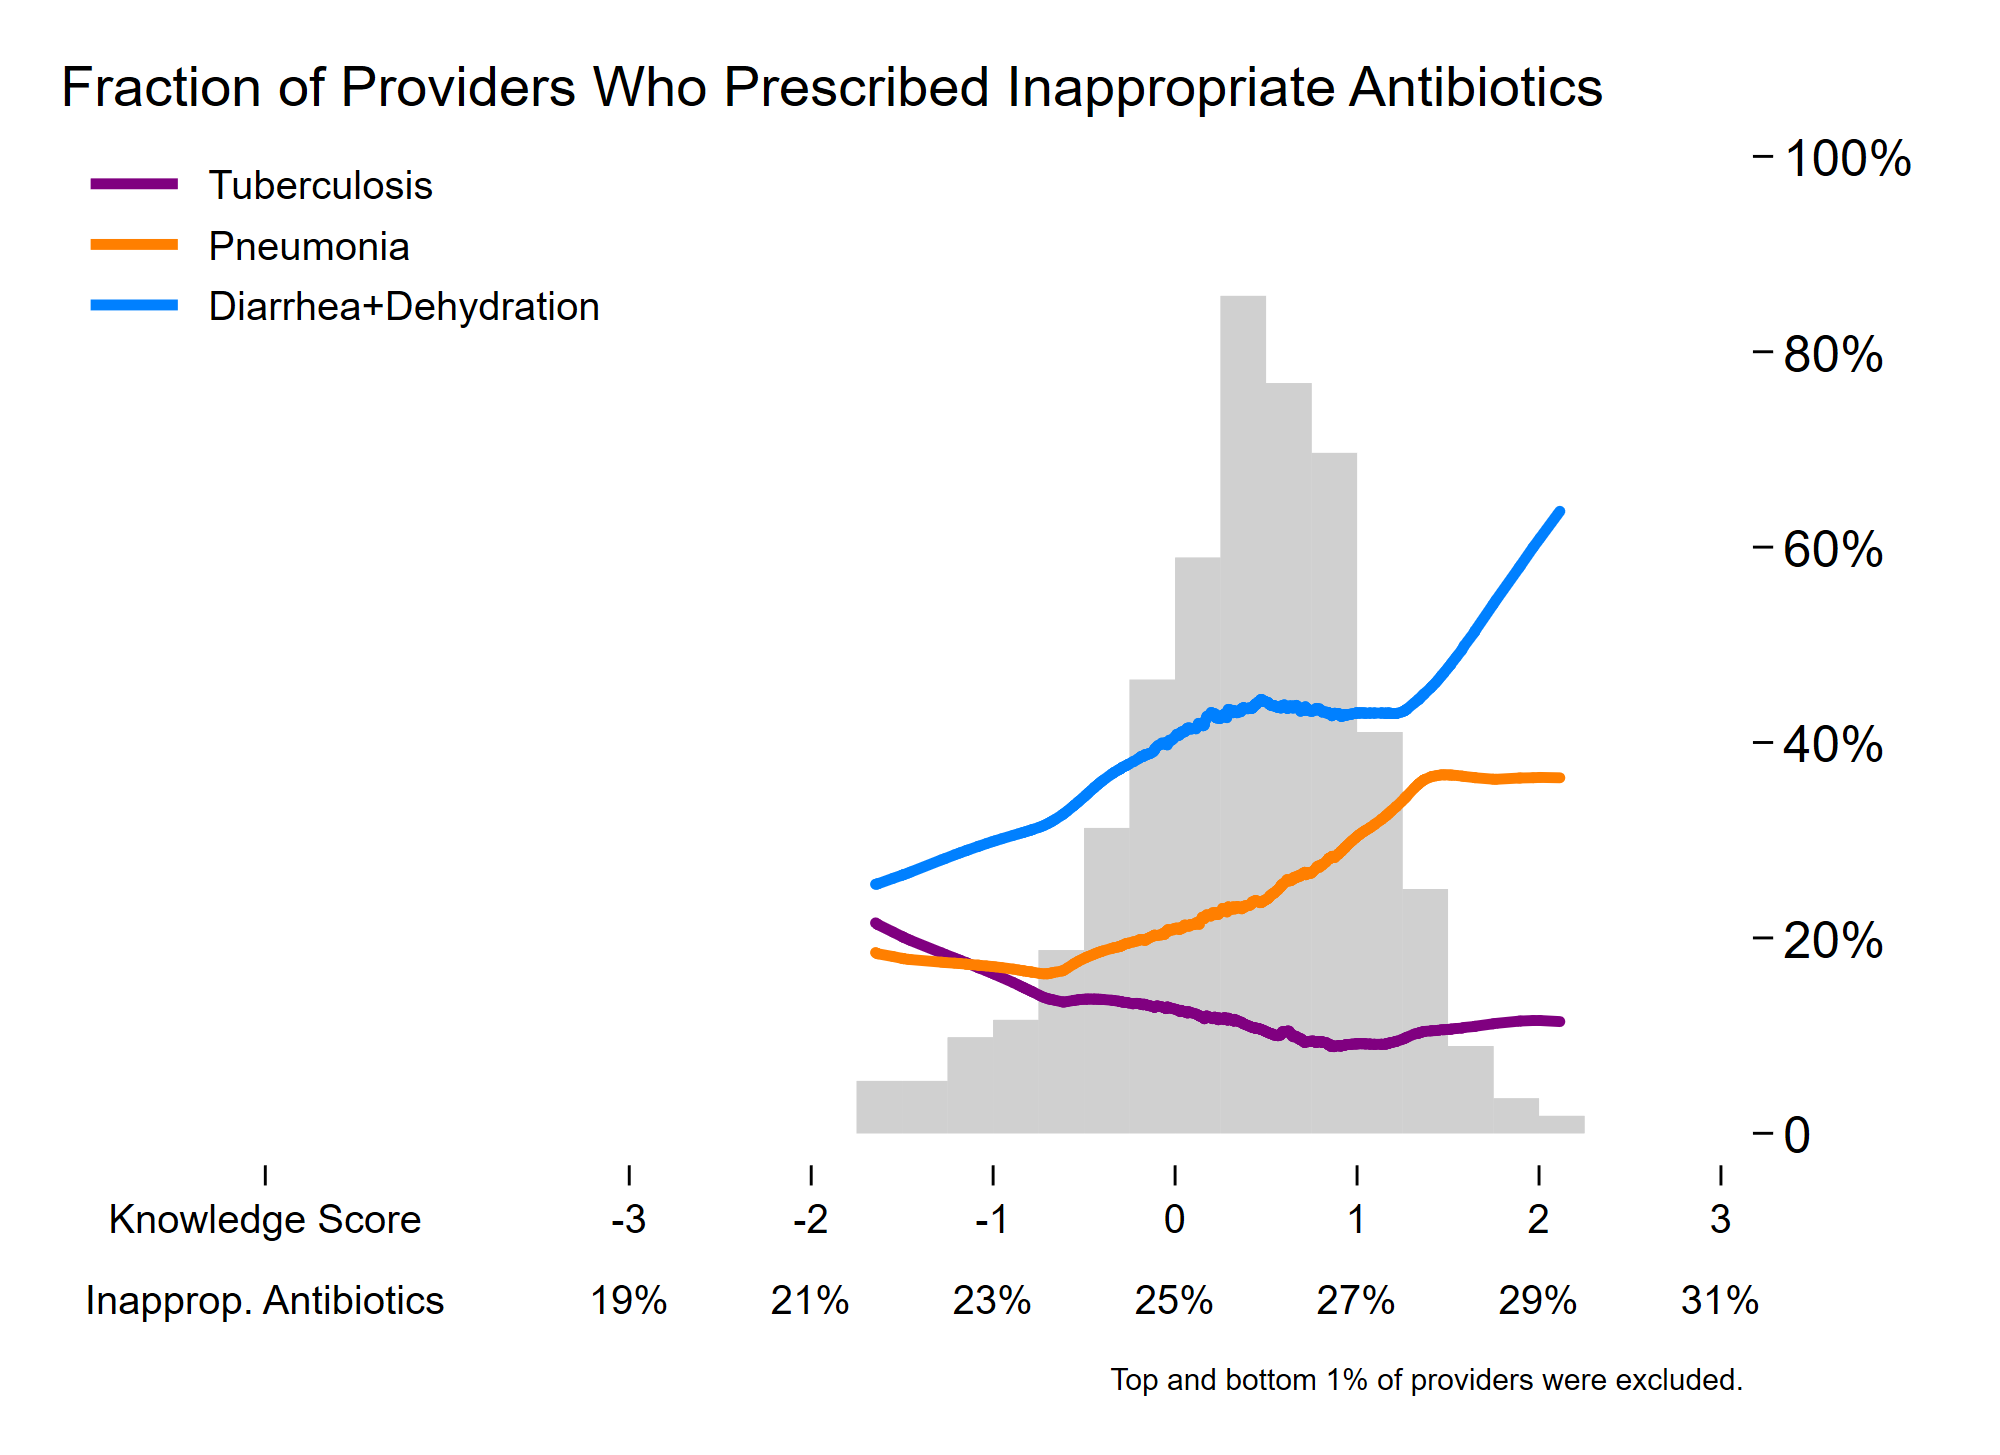 Fraction of Providers Who Prescribed Inappropriate Antibiotics
Tuberculosis
Pneumonia
Diarrhea+Dehydration
100%
80%
60%
40%
20%
0
Knowledge Score -3 -2 -1 0 1 2 3
Inapprop. Antibiotics 19% 21% 23% 25% 27% 29% 31%
Top and bottom 1% of providers were excluded.